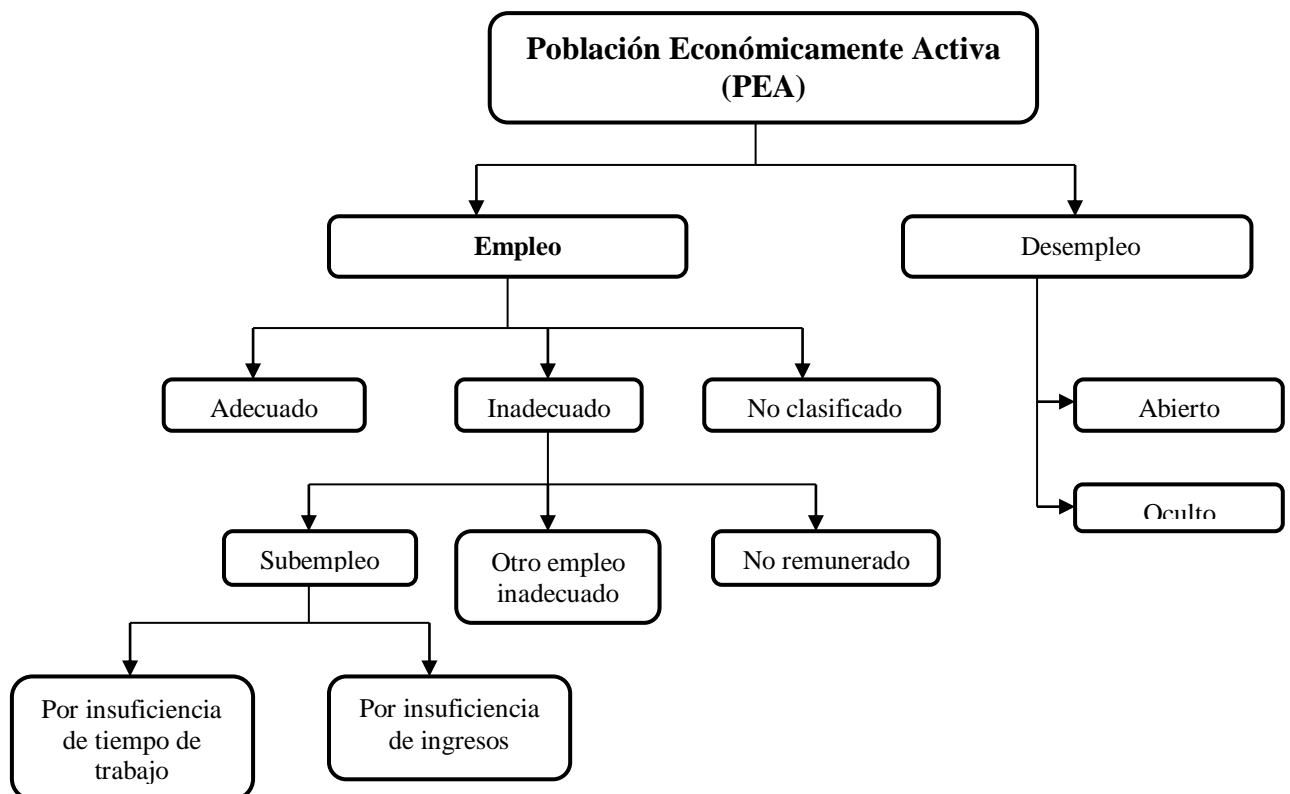 Población Económicamente Activa
(PEA)
Empleo
Desempleo
Adecuado
Inadecuado
No clasificado
Abierto
Oculto
Subempleo
Otro empleo
inadecuado
No remunerado
Por insuficiencia
de tiempo de
trabajo
Por insuficiencia
de ingresos